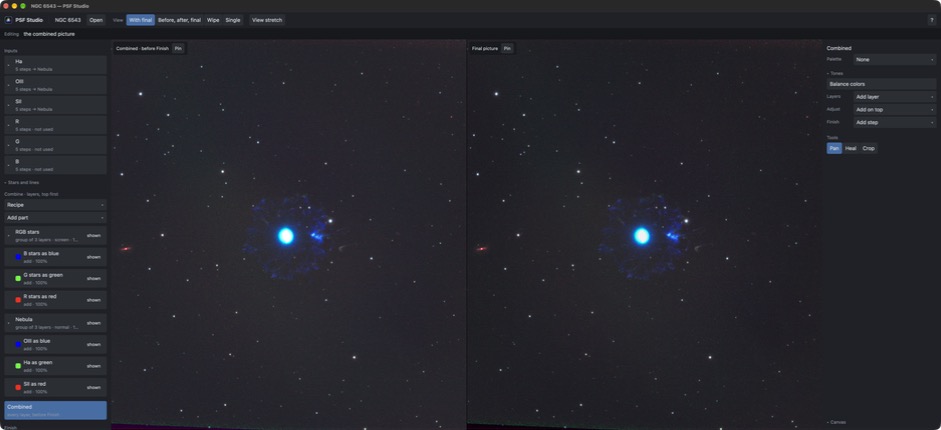 NGC 6543 — PSF Studio
PSF Studio
NGC 6543
Open
View
With final
Before, after, final
Wipe
Single
View stretch
?
Editing the combined picture
Inputs
Ha
5 steps → Nebula
OIII
5 steps → Nebula
SII
5 steps → Nebula
R
5 steps · not used
G
5 steps · not used
B
5 steps · not used
Stars and lines
Combine · layers, top first
Recipe
Add part
RGB stars
group of 3 layers · screen · 1...
shown
B stars as blue
add · 100%
shown
G stars as green
add · 100%
shown
R stars as red
add · 100%
shown
Nebula
group of 3 layers · normal · 1...
shown
OIII as blue
add · 100%
shown
Ha as green
add · 100%
shown
SII as red
add · 100%
shown
Combined
every layer, before Finish
Finish
Combined · before Finish
Pin
Final picture
Pin
Combined
Palette
None
Tones
Balance colors
Layers
Add layer
Adjust
Add on top
Finish
Add step
Tools
Pan
Heal
Crop
Canvas